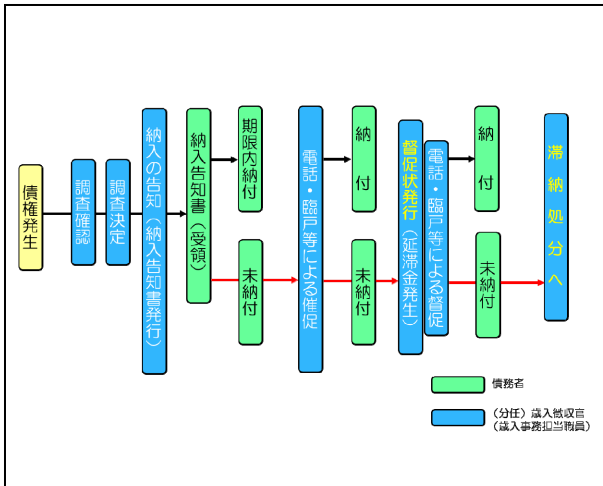 債権発生
調査確認
調査決定
納入の告知（納入告知書発行）
納入告知書（受領）
期限内納付
未納付
電話・臨戸等による催促
納付
未納付
督促状発行（延滞金発生）
電話・臨戸等による督促
納付
未納付
滞納処分へ
債務者
（分任）歳入徴収官
（歳入事務担当職員）